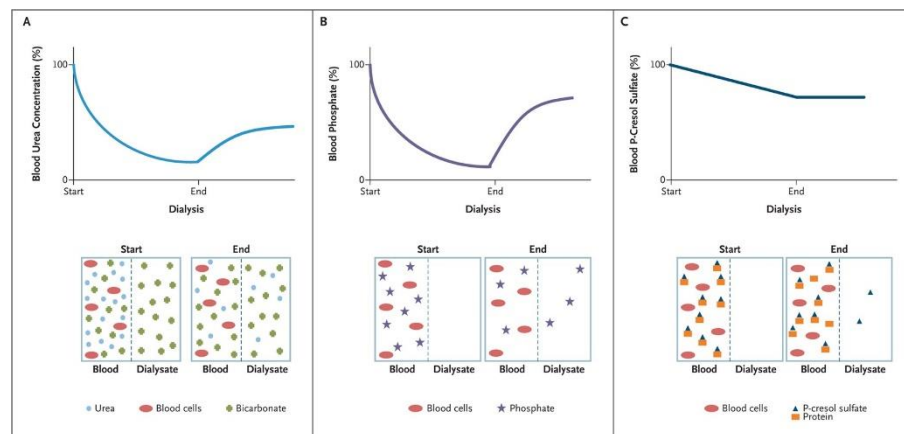 A
Blood Urea Concentration (%)
100
0
Start
End
Dialysis
Start
End
Blood
Dialysate
Blood
Dialysate
Urea
Blood cells
Bicarbonate
B
Blood Phosphate (%)
100
0
Start
End
Dialysis
Start
End
Blood
Dialysate
Blood
Dialysate
Blood cells
Phosphate
C
Blood P-Cresol Sulfate (%)
100
0
Start
End
Dialysis
Start
End
Blood
Dialysate
Blood
Dialysate
Blood cells
P-cresol sulfate
Protein